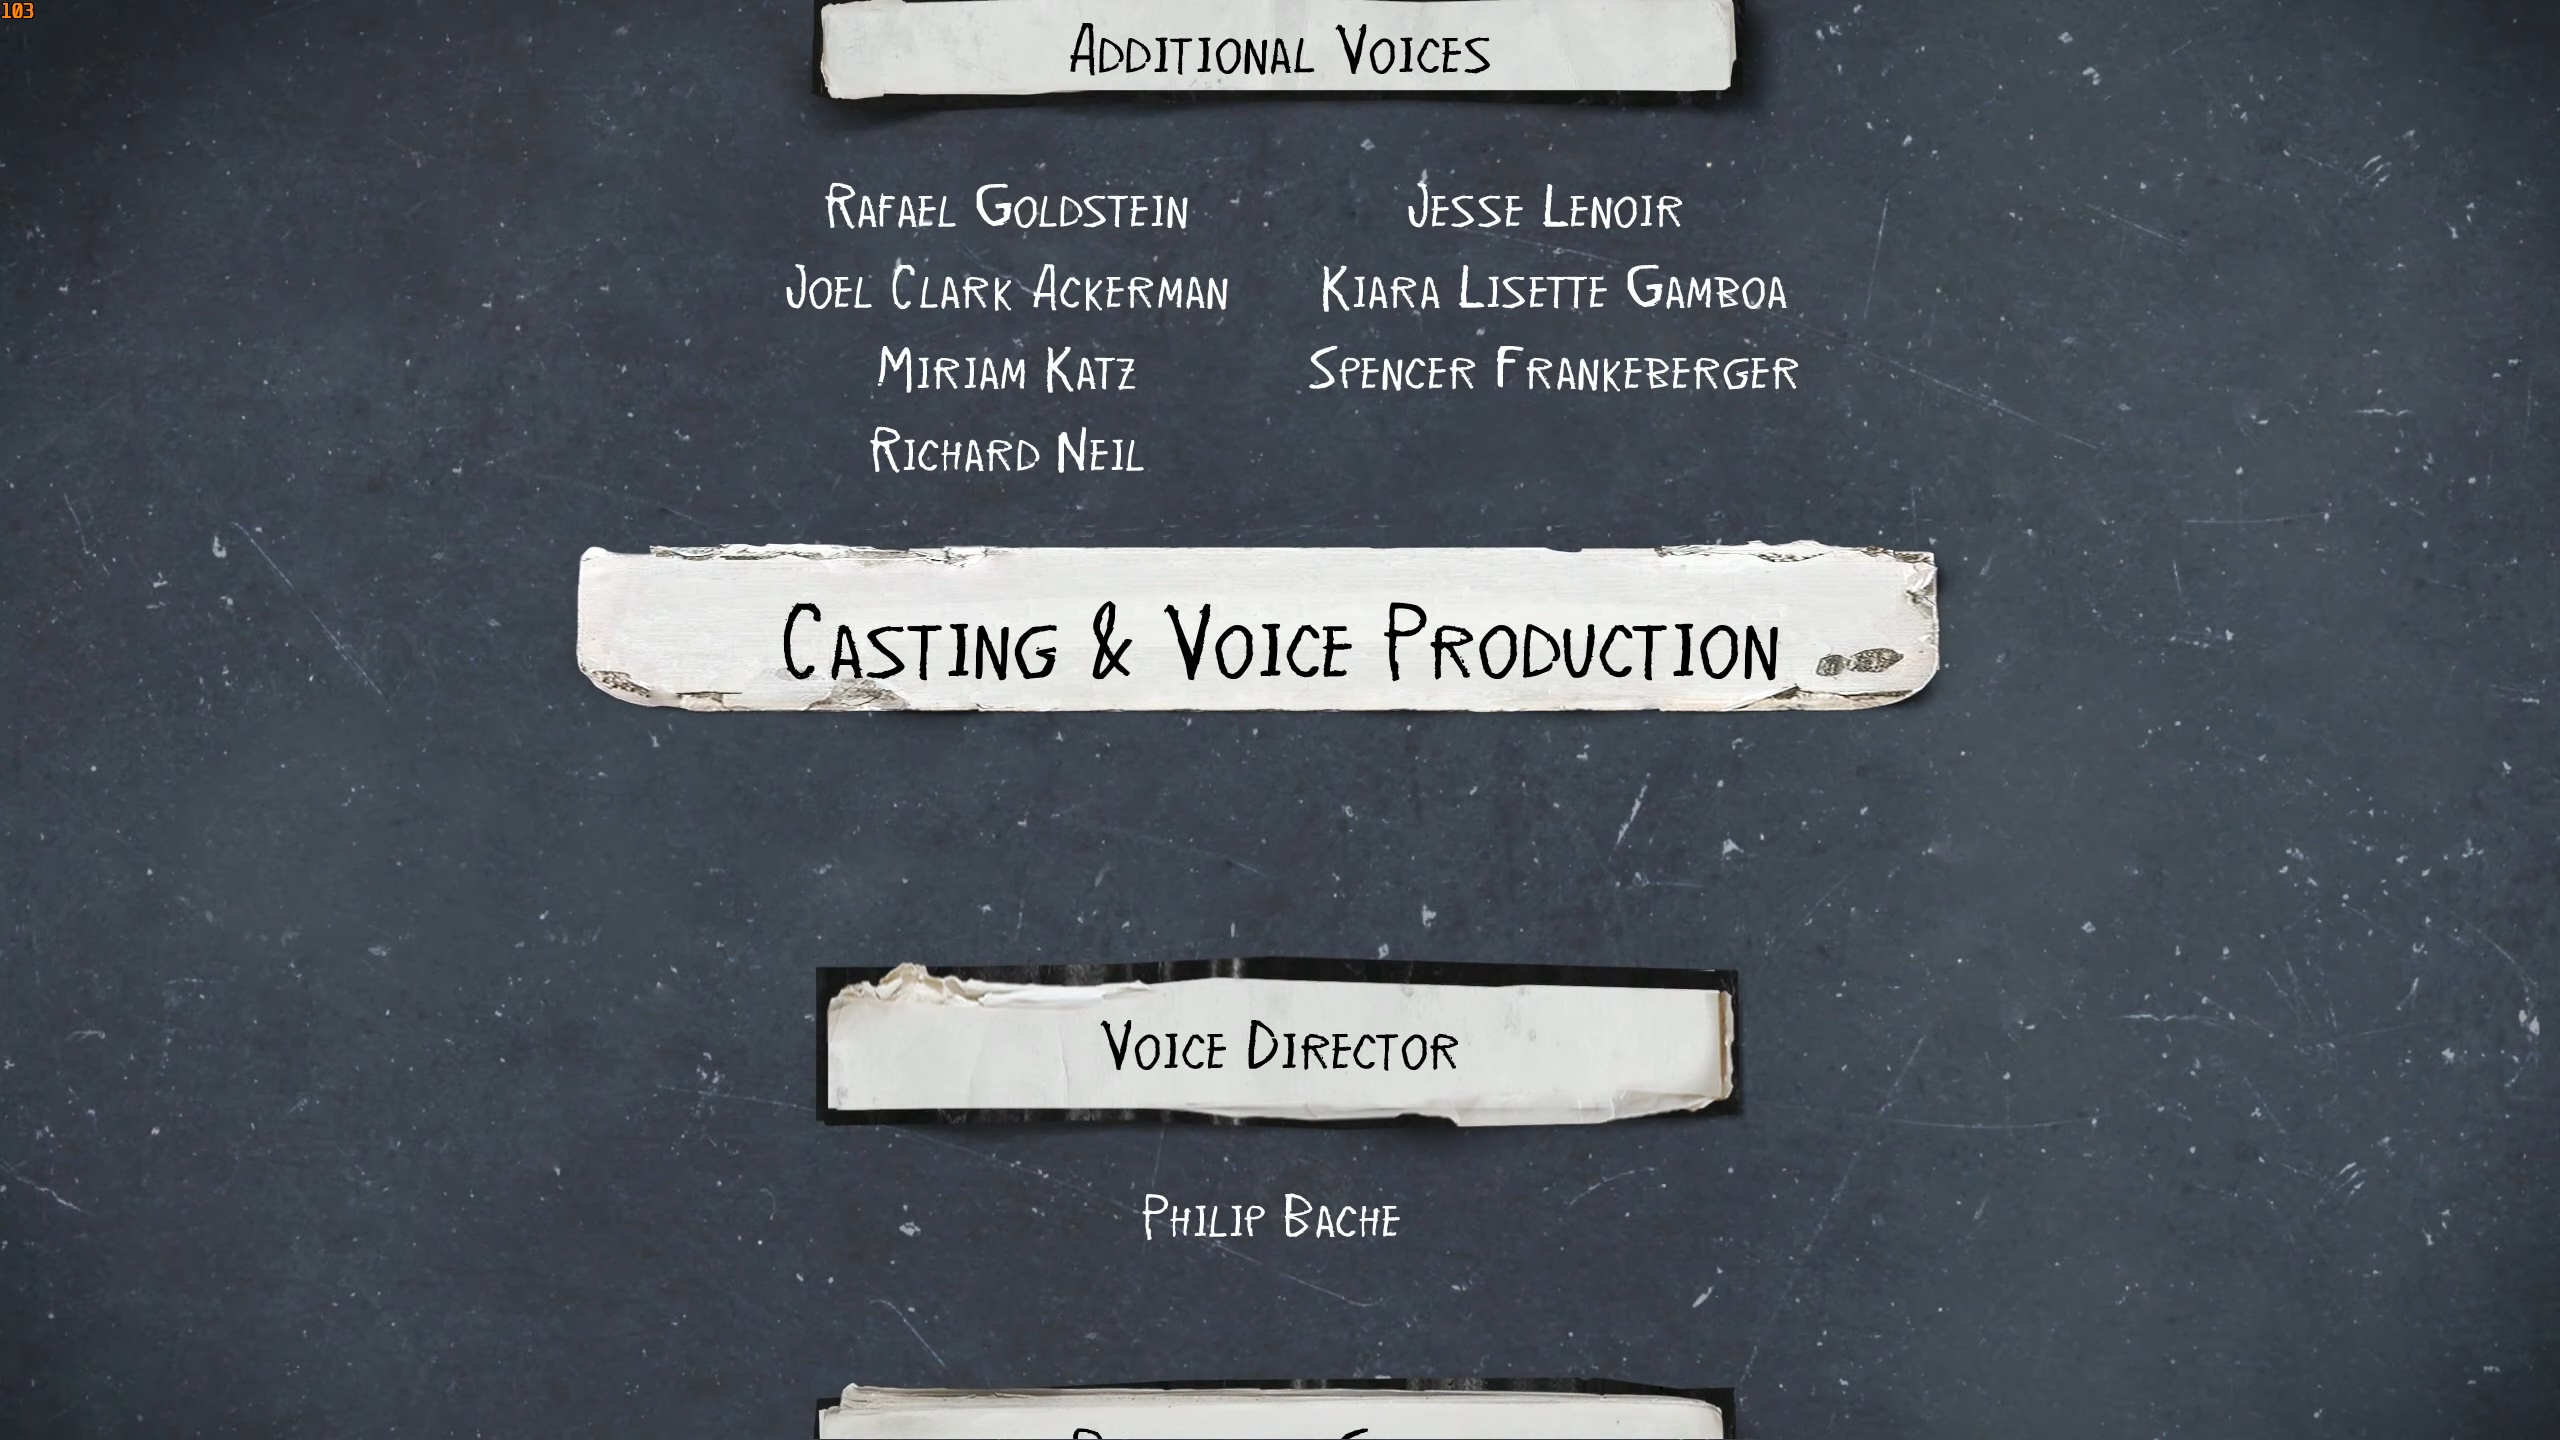 103
Additional Voices
Rafael Goldstein
Jesse Lenoir
Joel Clark Ackerman
Kiara Lisette Gamboa
Miriam Katz
Spencer Frankeberger
Richard Neil
Casting & Voice Production
Voice Director
Philip Bache